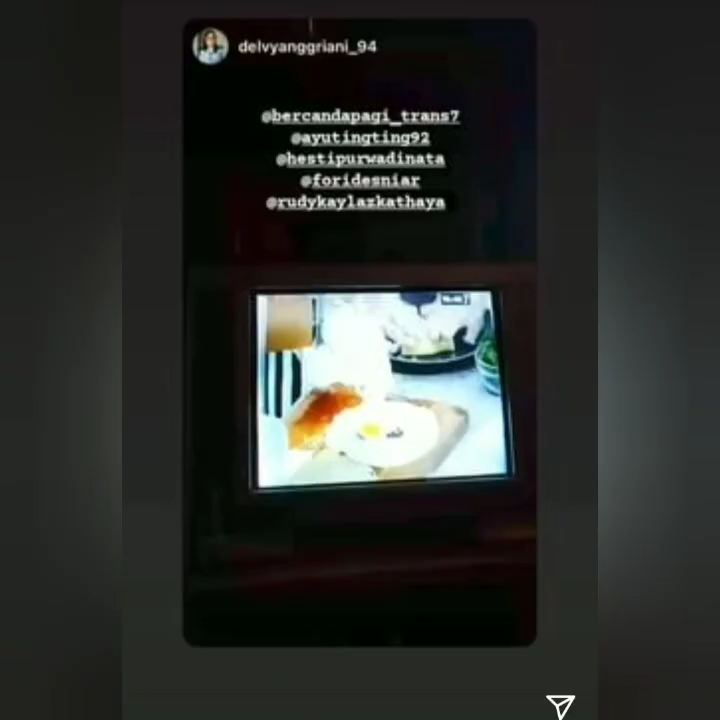 delvyanggriani_94
@bercandapagi_trans7
@ayutingting92
@hestipurwadinata
@foridesniar
@rudykaylazkathaya